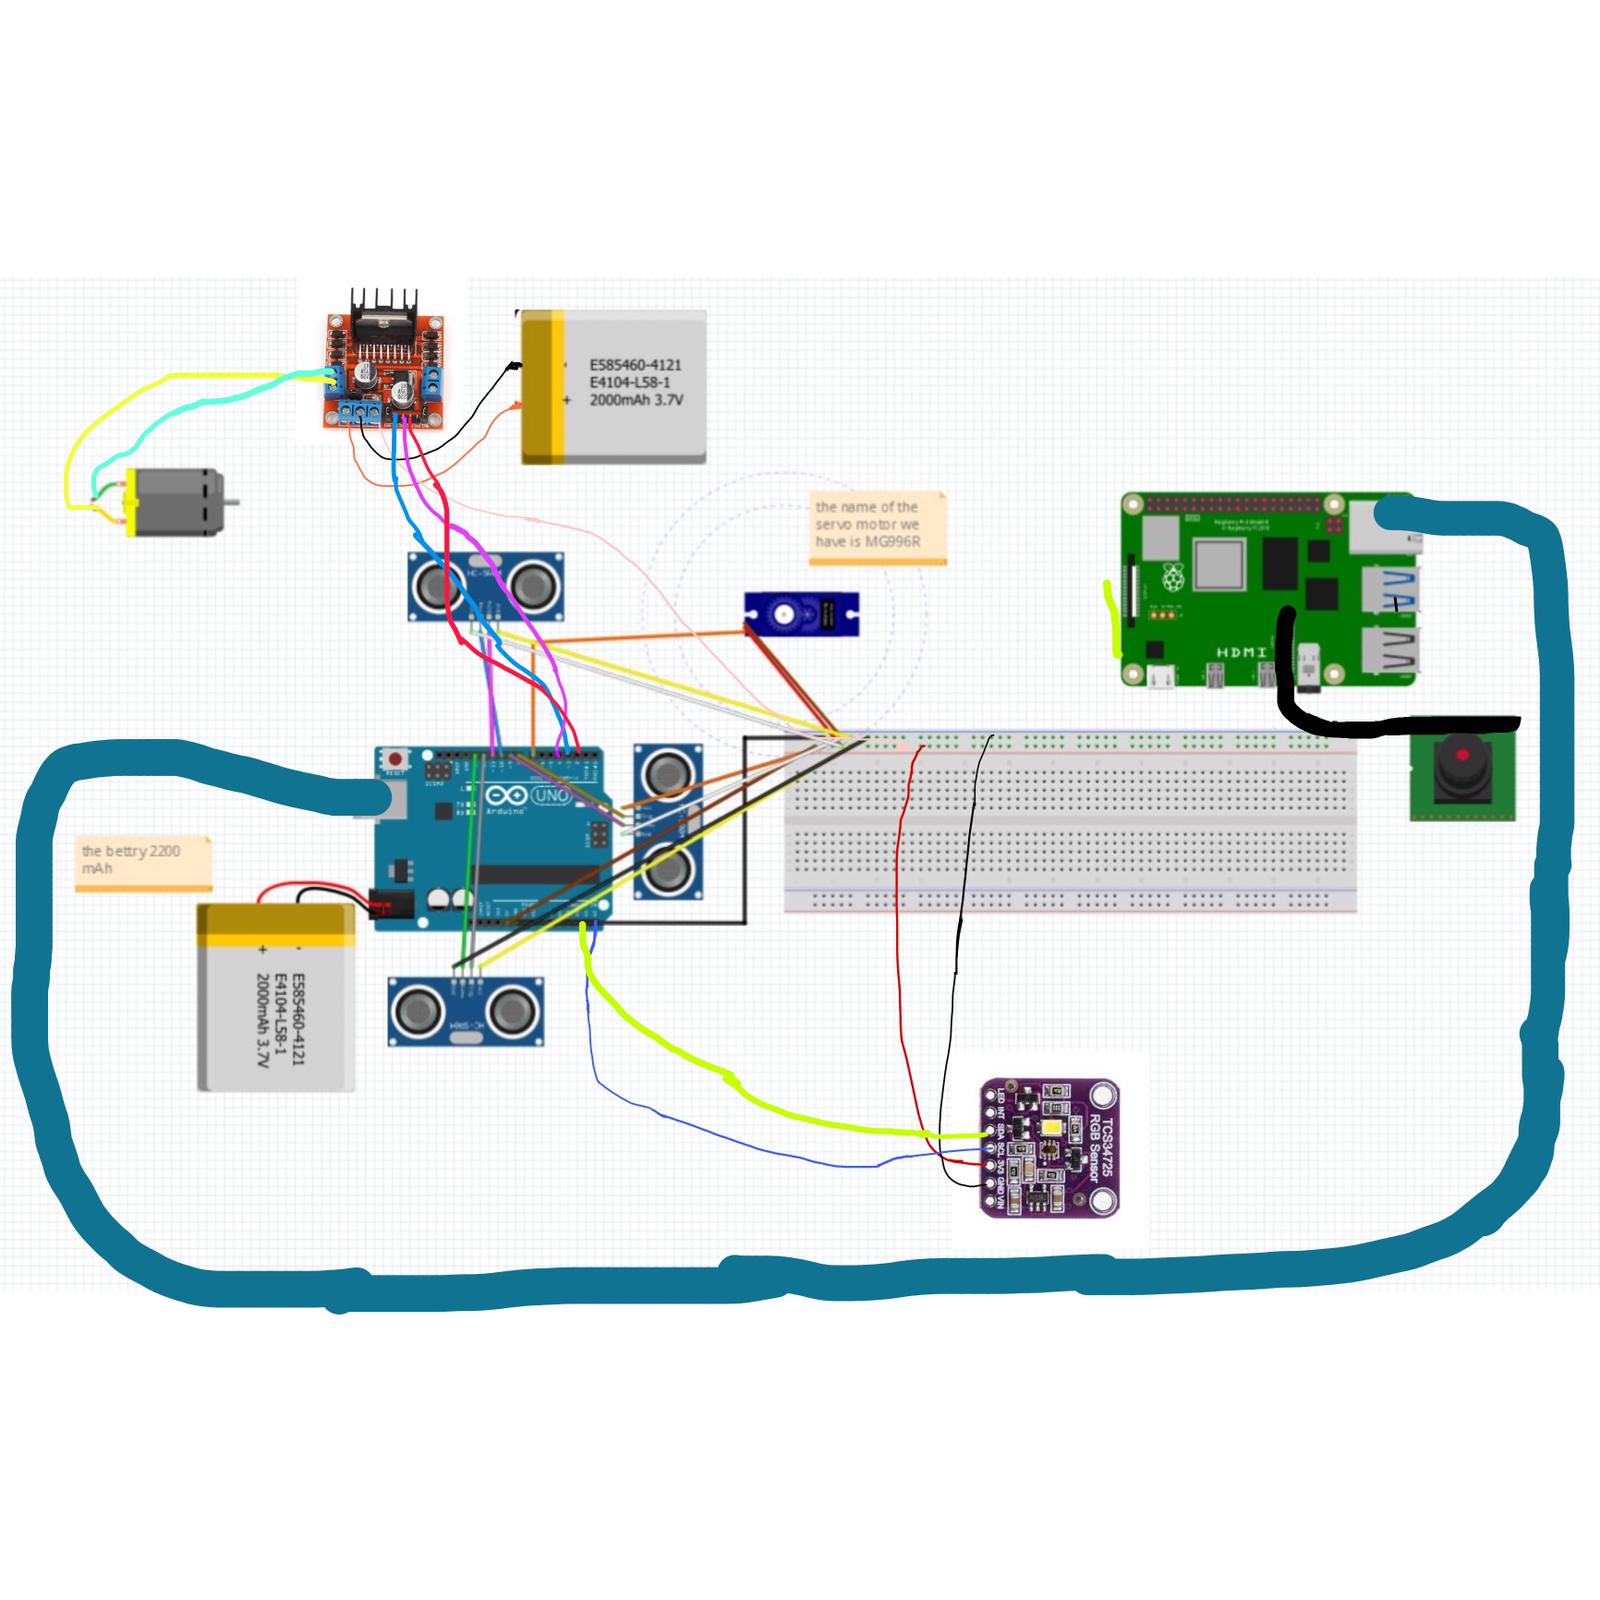 E585460-4121
E4104-L58-1
2000mAh 3.7V
-
+
the name of the
servo motor we
have is MG996R
HDMI
RESET
UNO
Arduino
the bettry 2200
mAh
+ -
E585460-4121
E4104-L58-1
2000mAh 3.7V
HC-SR04
TCS34725
RGB Sensor
LED
INT
SDA
SCL
3V3
GND
VIN